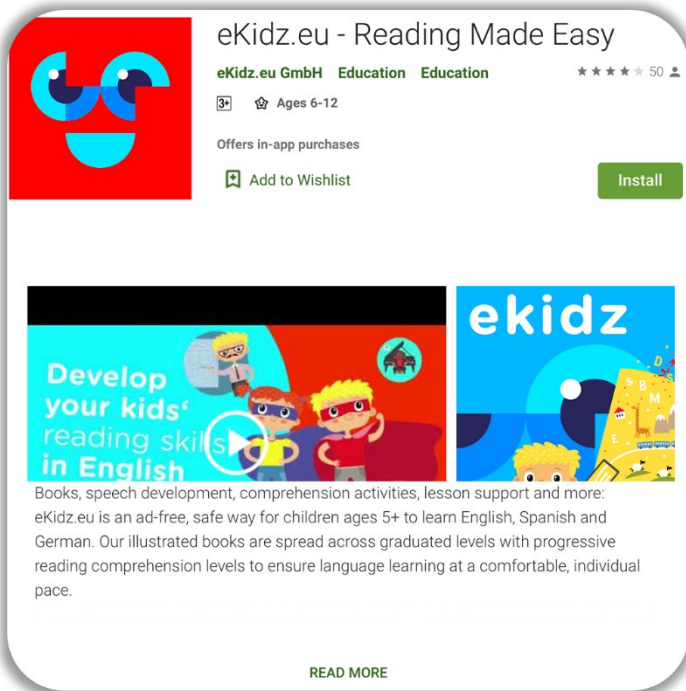 eKidz.eu - Reading Made Easy
eKidz.eu GmbH Education Education 50
3+ Ages 6-12
Offers in-app purchases
Add to Wishlist
Install
Develop
your kids‘
reading skills
in English
ekidz
D
S B M
E
Books, speech development, comprehension activities, lesson support and more:
eKidz.eu is an ad-free, safe way for children ages 5+ to learn English, Spanish and
German. Our illustrated books are spread across graduated levels with progressive
reading comprehension levels to ensure language learning at a comfortable, individual
pace.
READ MORE